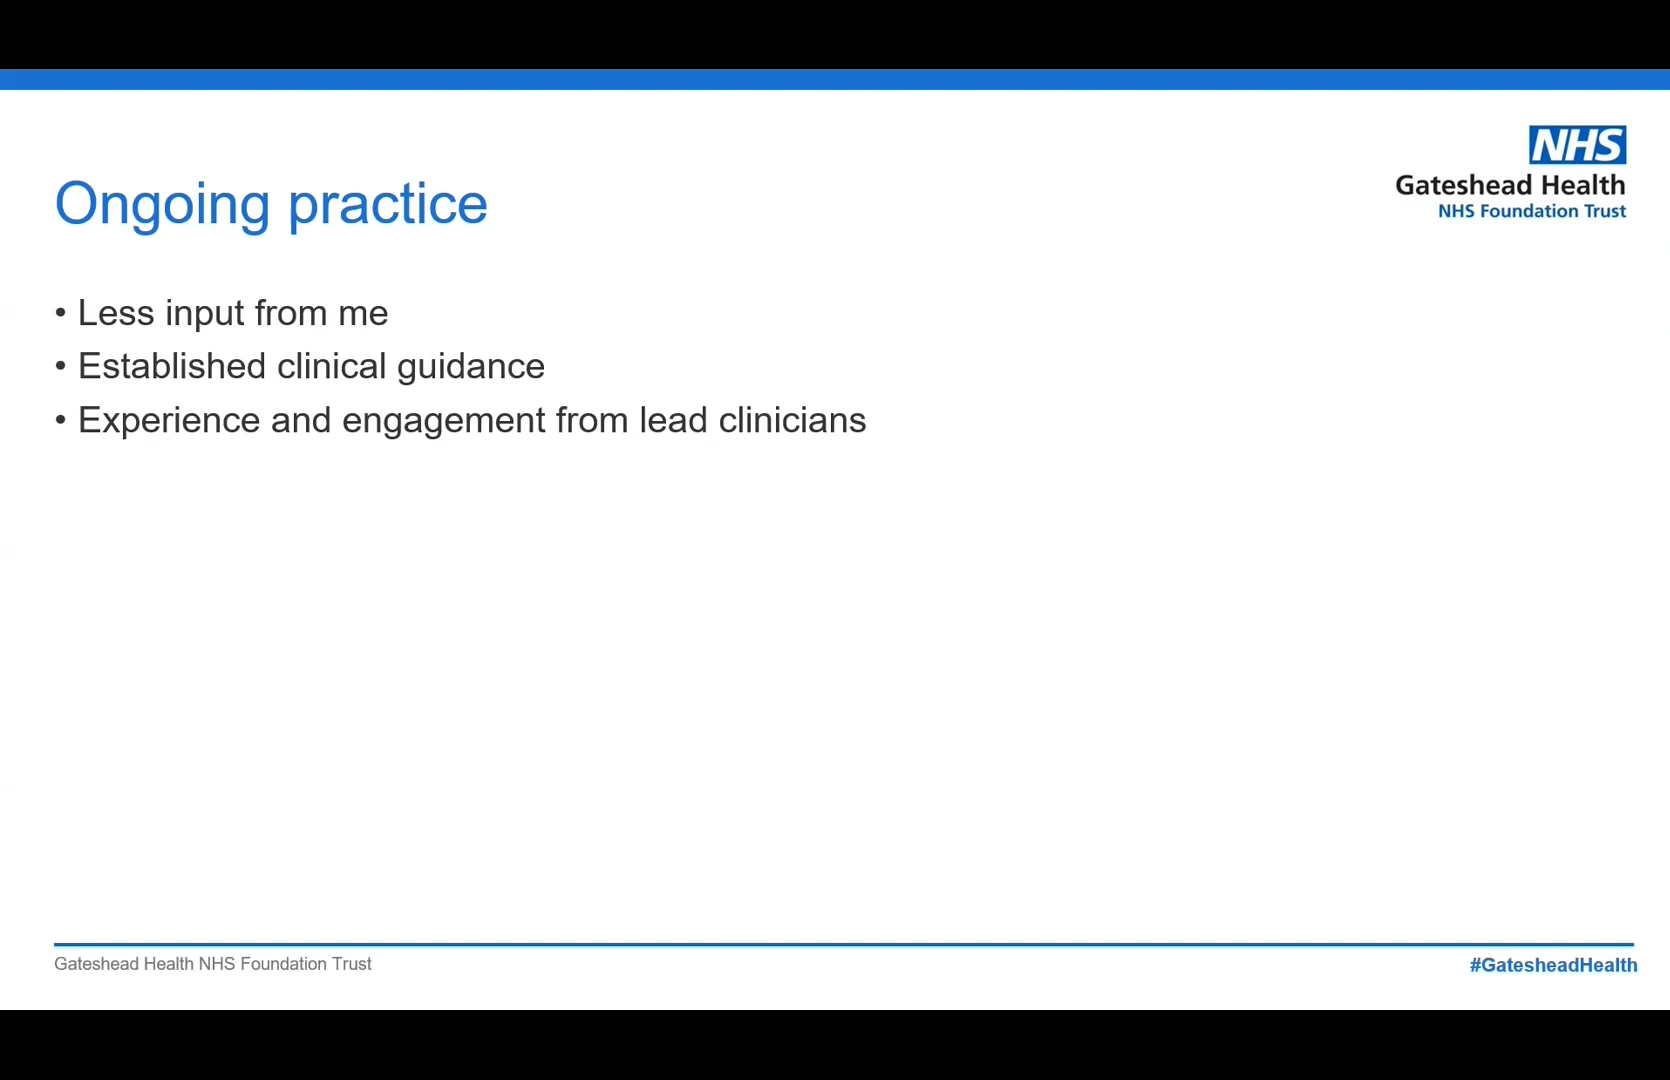 NHS
Gateshead Health
NHS Foundation Trust
Ongoing practice
• Less input from me
• Established clinical guidance
• Experience and engagement from lead clinicians
Gateshead Health NHS Foundation Trust
#GatesheadHealth